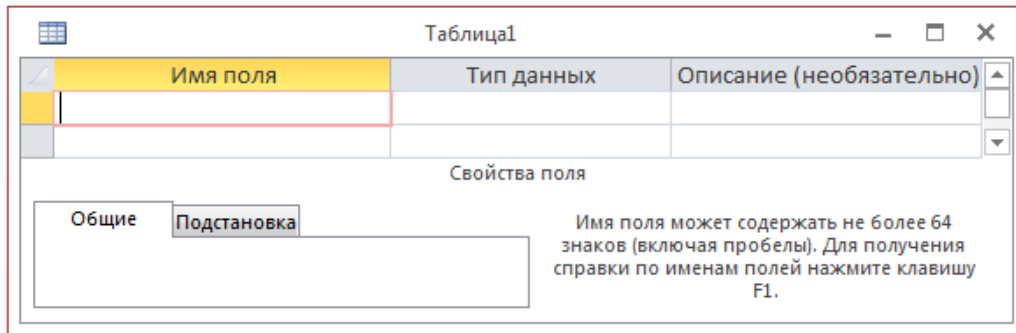 Таблица1
Имя поля Тип данных Описание (необязательно)
Свойства поля
Общие Подстановка
Имя поля может содержать не более 64
знаков (включая пробелы). Для получения
справки по именам полей нажмите клавишу
F1.